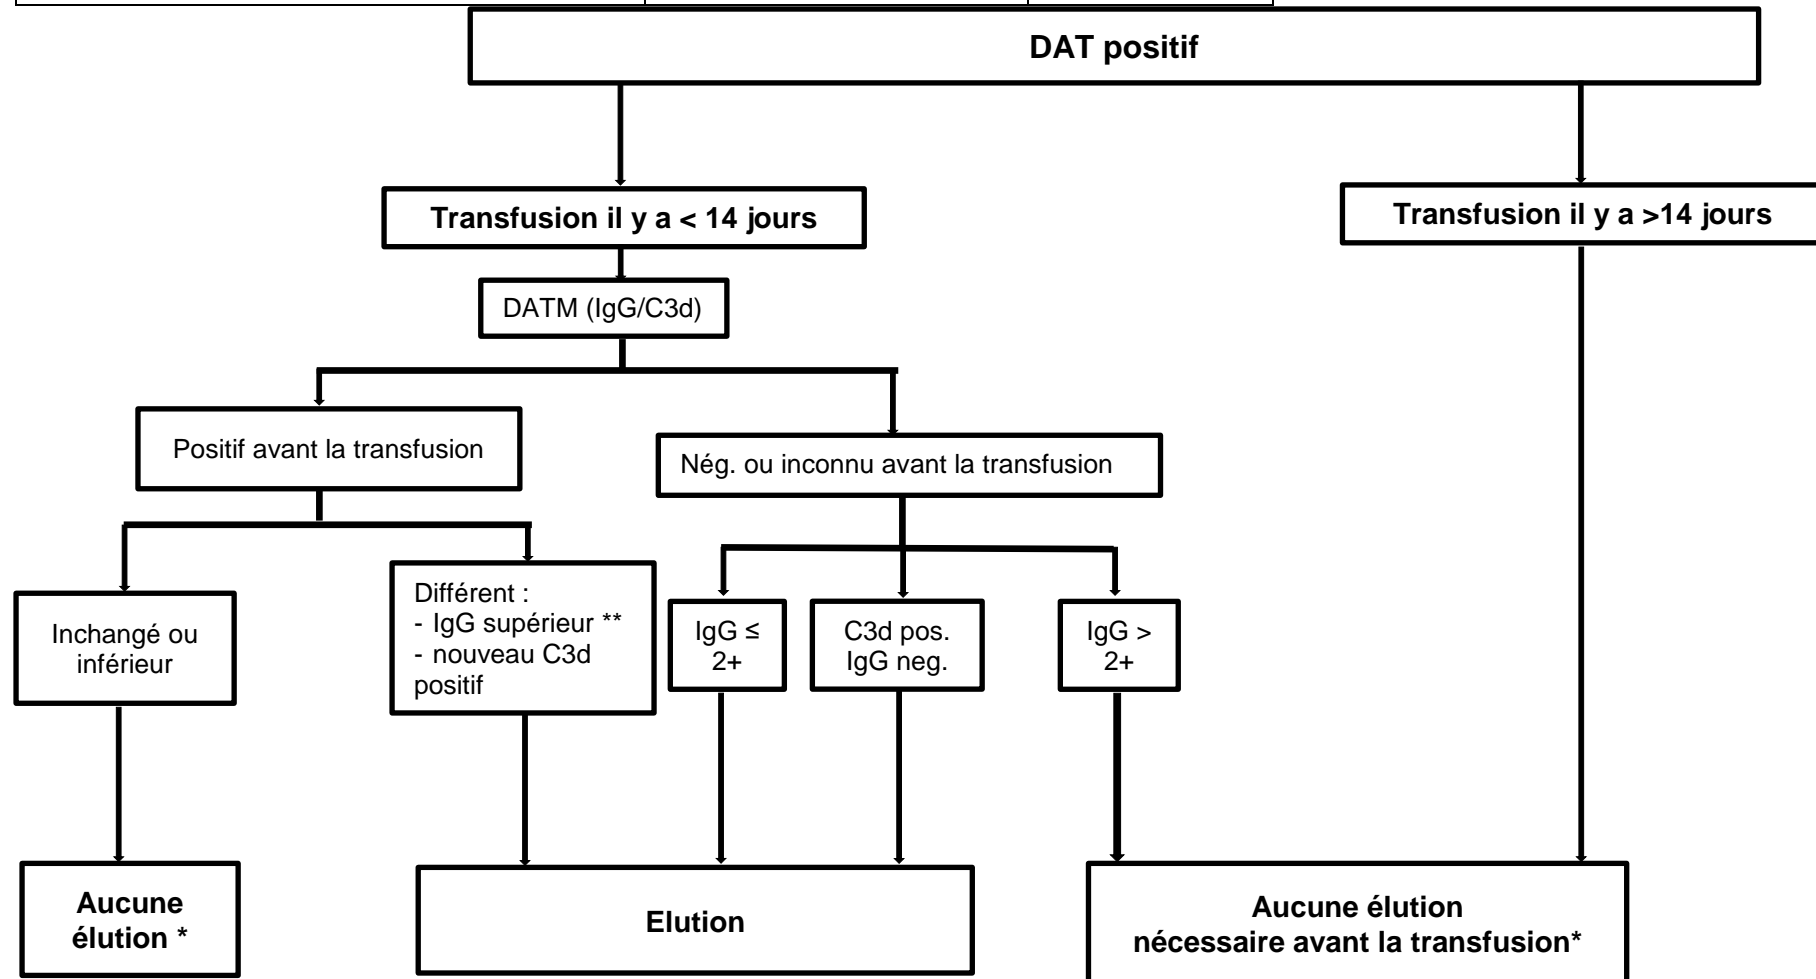 DAT positif
Transfusion il y a < 14 jours
Transfusion il y a >14 jours
DATM (IgG/C3d)
Positif avant la transfusion
Nég. ou inconnu avant la transfusion
Inchangé ou
inférieur
Différent :
- IgG supérieur **
- nouveau C3d
positif
IgG ≤
2+
C3d pos.
IgG neg.
IgG >
2+
Aucune
élution *
Elution
Aucune élution
nécessaire avant la transfusion*